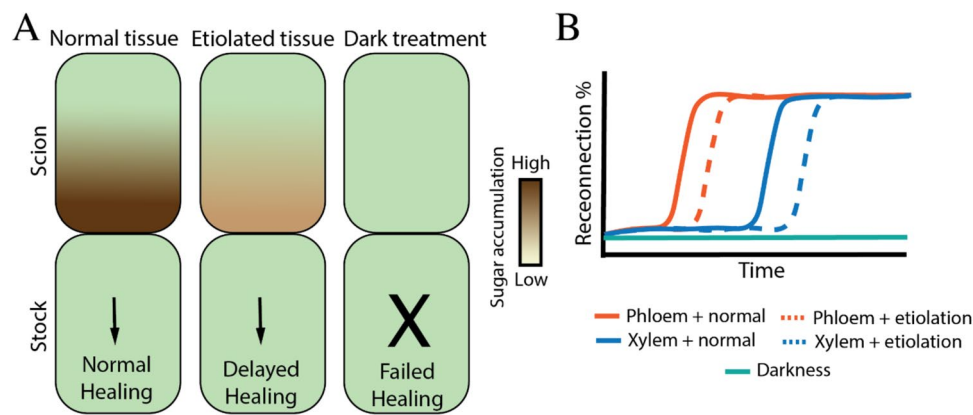 A
Normal tissue
Etiolated tissue
Dark treatment
Scion
Stock
Normal
Healing
Delayed
Healing
X
Failed
Healing
Sugar accumulation
High
Low
B
Receonnection %
Time
Phloem + normal
Phloem + etiolation
Xylem + normal
Xylem + etiolation
Darkness